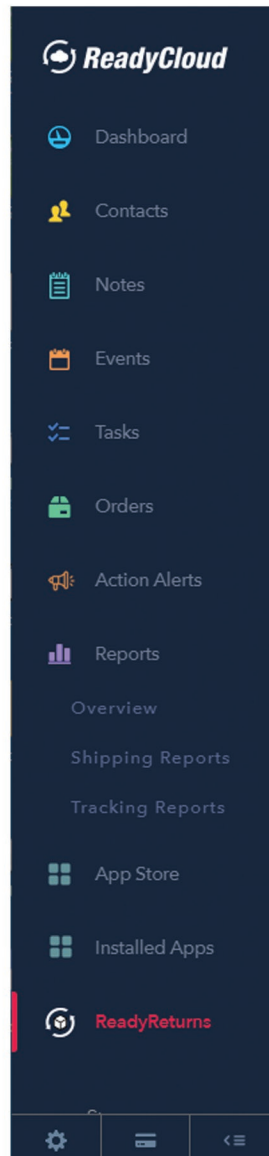 ReadyCloud
Dashboard
Contacts
Notes
Events
Tasks
Orders
Action Alerts
Reports
Overview
Shipping Reports
Tracking Reports
App Store
Installed Apps
ReadyReturns